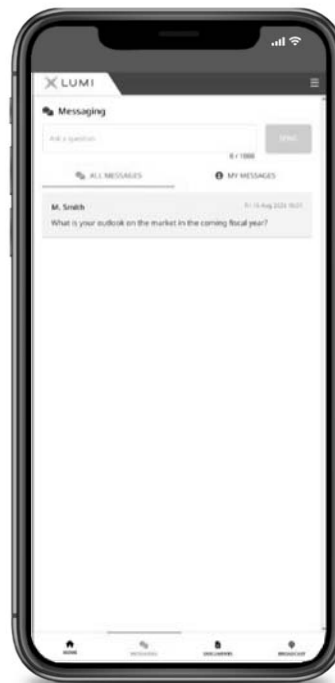 LUMI
Messaging
Ask a question
SEND
0 / 1000
ALL MESSAGES
MY MESSAGES
M. Smith
What is your outlook on the market in the coming fiscal year?
HOME
MESSAGING
DOCUMENTS
BROADCAST